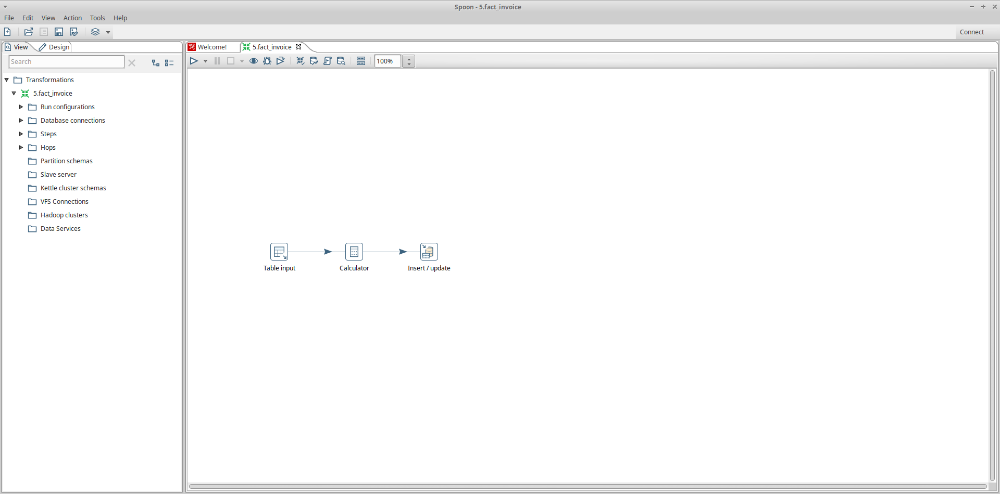 Spoon - 5.fact_invoice
File Edit View Action Tools Help
Connect
View Design
Search
Transformations
5.fact_invoice
Run configurations
Database connections
Steps
Hops
Partition schemas
Slave server
Kettle cluster schemas
VFS Connections
Hadoop clusters
Data Services
Welcome! 5.fact_invoice
100%
Table input Calculator Insert / update